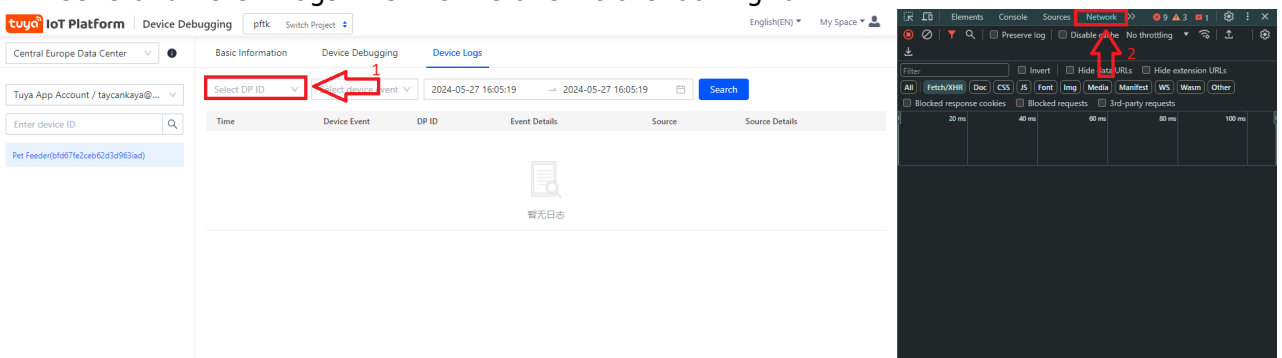 tuya IoT Platform Device Debugging pftk Switch Project English(EN) My Space
Central Europe Data Center
Basic Information Device Debugging Device Logs
Tuya App Account / taycankaya@...
Select DP ID 1 Select device event 2024-05-27 16:05:19 → 2024-05-27 16:05:19 Search
Enter device ID
Time Device Event DP ID Event Details Source Source Details
Pet Feeder(bfd67fe2ceb62d3d963iad)
暂无日志
Elements Console Sources Network 9 3 1
Preserve log Disable cache No throttling
2
Filter Invert Hide data URLs Hide extension URLs
All Fetch/XHR Doc CSS JS Font Img Media Manifest WS Wasm Other
Blocked response cookies Blocked requests 3rd-party requests
20 ms 40 ms 60 ms 80 ms 100 ms